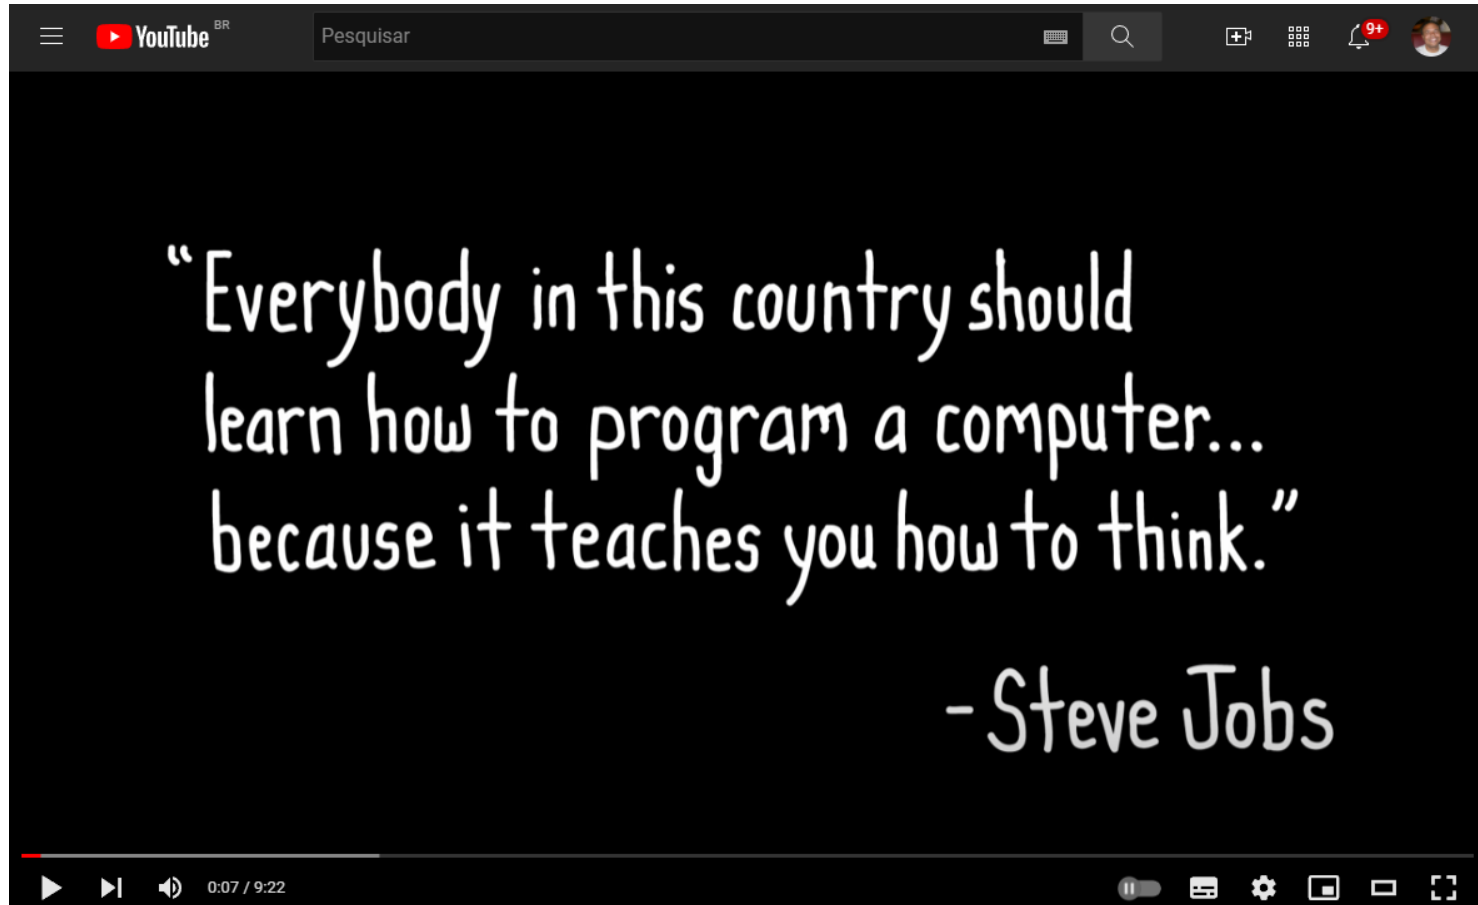 YouTube BR
Pesquisar
9+
“Everybody in this country should
learn how to program a computer...
because it teaches you how to think.”
-Steve Jobs
0:07 / 9:22